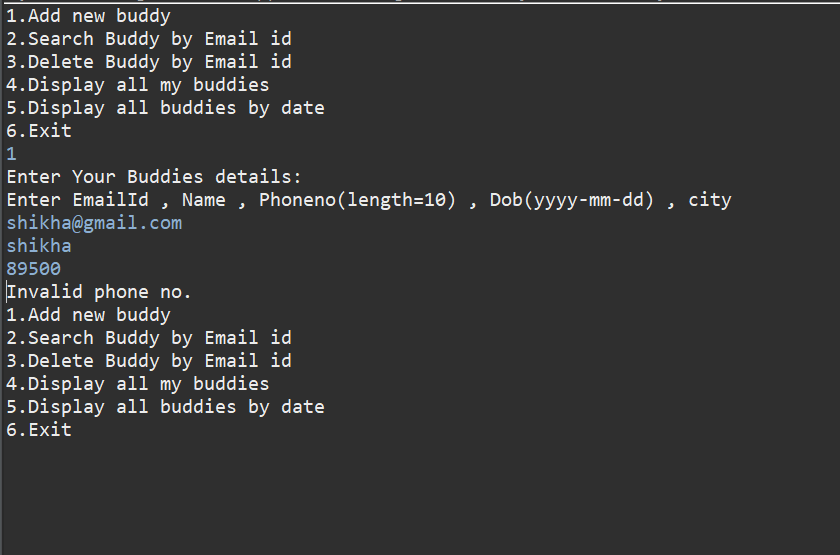 1.Add new buddy
2.Search Buddy by Email id
3.Delete Buddy by Email id
4.Display all my buddies
5.Display all buddies by date
6.Exit
1
Enter Your Buddies details:
Enter EmailId , Name , Phoneno(length=10) , Dob(yyyy-mm-dd) , city
shikha@gmail.com
shikha
89500
Invalid phone no.
1.Add new buddy
2.Search Buddy by Email id
3.Delete Buddy by Email id
4.Display all my buddies
5.Display all buddies by date
6.Exit